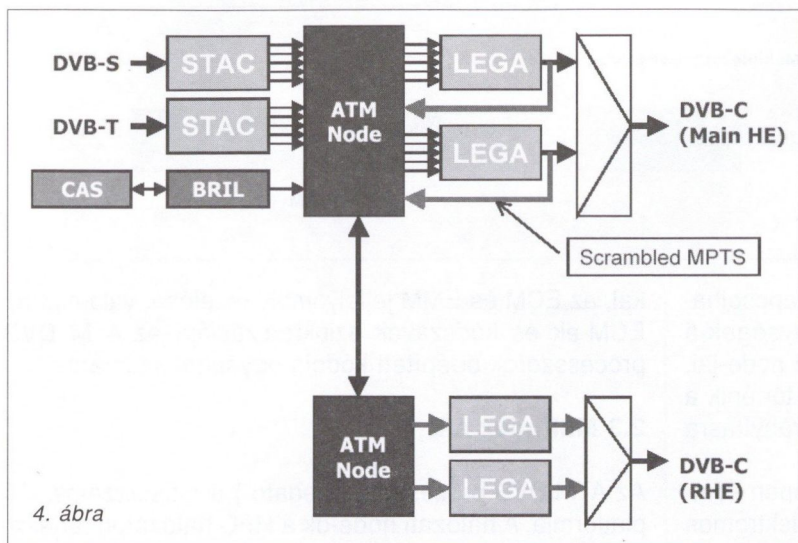 DVB-S
STAC
LEGA
DVB-T
STAC
ATM
Node
DVB-C
(Main HE)
LEGA
CAS
BRIL
Scrambled MPTS
ATM
Node
LEGA
LEGA
DVB-C
(RHE)
4. ábra